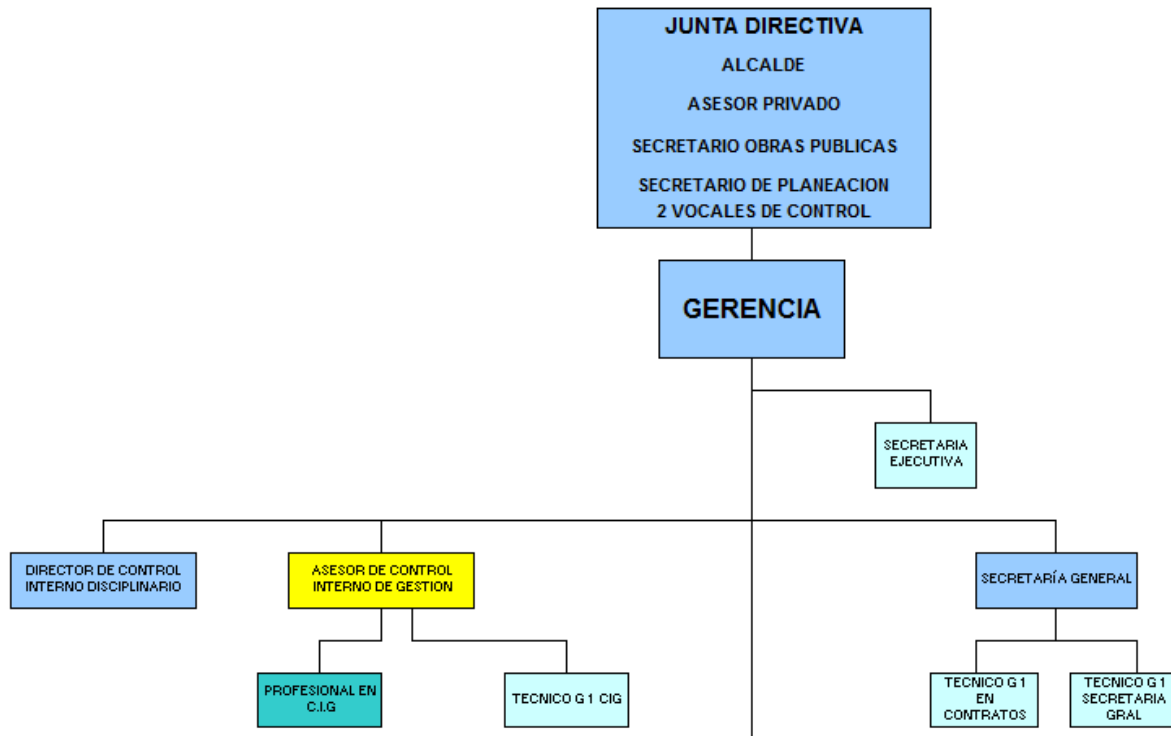 JUNTA DIRECTIVA
ALCALDE
ASESOR PRIVADO
SECRETARIO OBRAS PUBLICAS
SECRETARIO DE PLANEACION
2 VOCALES DE CONTROL
GERENCIA
SECRETARIA
EJECUTIVA
DIRECTOR DE CONTROL
INTERNO DISCIPLINARIO
ASESOR DE CONTROL
INTERNO DE GESTION
SECRETARÍA GENERAL
PROFESIONAL EN
C.I.G
TECNICO G 1 CIG
TECNICO G 1
EN
CONTRATOS
TECNICO G 1
SECRETARIA
GRAL